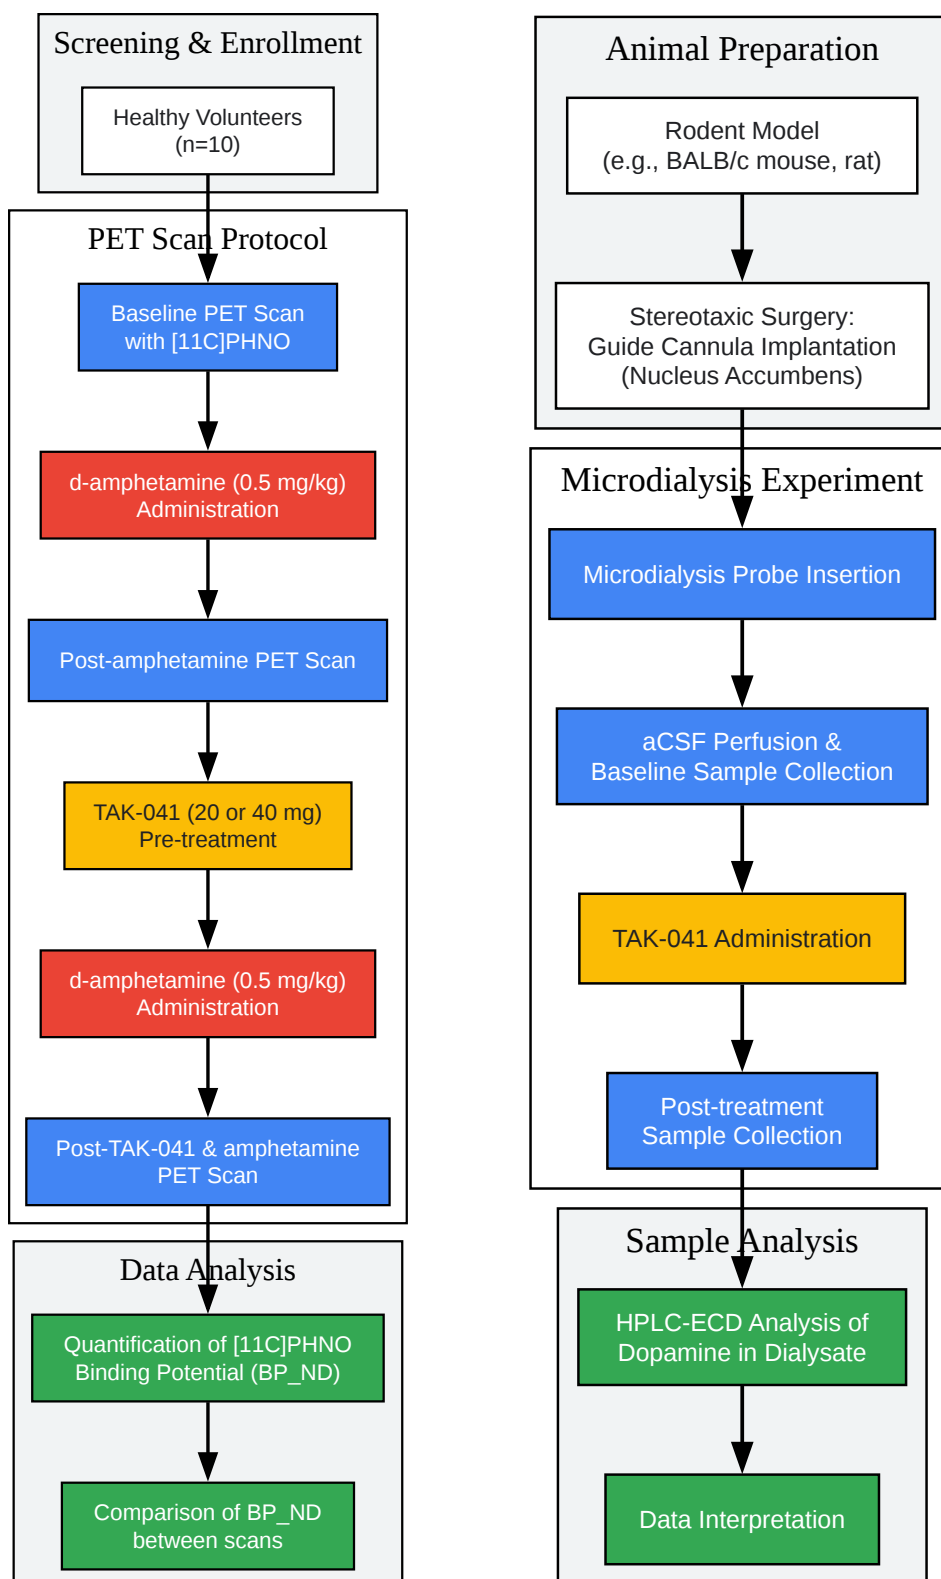 Screening & Enrollment
Healthy Volunteers
(n=10)
PET Scan Protocol
Baseline PET Scan
with [11C]PHNO
d-amphetamine (0.5 mg/kg)
Administration
Post-amphetamine PET Scan
TAK-041 (20 or 40 mg)
Pre-treatment
d-amphetamine (0.5 mg/kg)
Administration
Post-TAK-041 & amphetamine
PET Scan
Data Analysis
Quantification of [11C]PHNO
Binding Potential (BP_ND)
Comparison of BP_ND
between scans
Animal Preparation
Rodent Model
(e.g., BALB/c mouse, rat)
Stereotaxic Surgery:
Guide Cannula Implantation
(Nucleus Accumbens)
Microdialysis Experiment
Microdialysis Probe Insertion
aCSF Perfusion &
Baseline Sample Collection
TAK-041 Administration
Post-treatment
Sample Collection
Sample Analysis
HPLC-ECD Analysis of
Dopamine in Dialysate
Data Interpretation